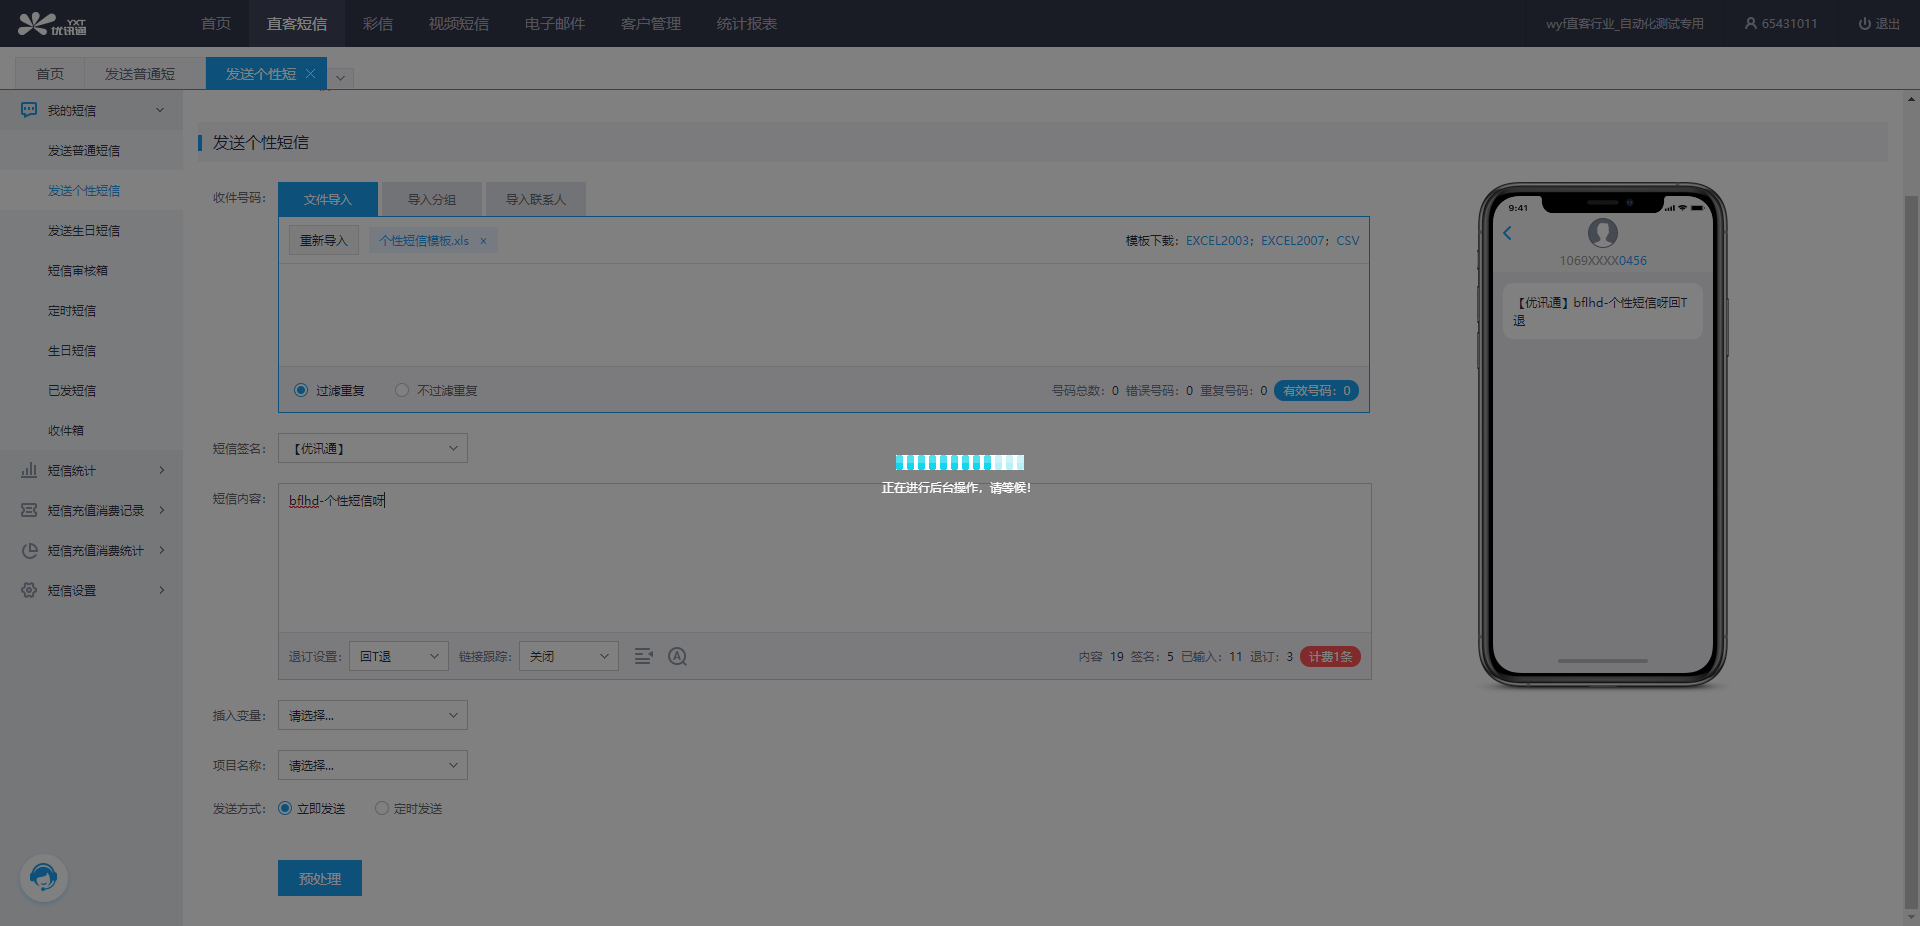 YXT
优讯通
首页
直客短信
彩信
视频短信
电子邮件
客户管理
统计报表
wyf直客行业_自动化测试专用
65431011
退出
首页
发送普通短
发送个性短
我的短信
发送普通短信
发送个性短信
发送生日短信
短信审核箱
定时短信
生日短信
已发短信
收件箱
短信统计
短信充值消费记录
短信充值消费统计
短信设置
发送个性短信
收件号码:
文件导入
导入分组
导入联系人
重新导入
个性短信模板.xls ×
模板下载: EXCEL2003; EXCEL2007; CSV
过滤重复
不过滤重复
号码总数: 0 错误号码: 0 重复号码: 0 有效号码: 0
短信签名:
【优讯通】
短信内容:
bflhd-个性短信呀
正在进行后台操作，请等候!
退订设置:
回T退
链接跟踪:
关闭
内容 19 签名: 5 已输入: 11 退订: 3 计费1条
插入变量:
请选择...
项目名称:
请选择...
发送方式:
立即发送
定时发送
预处理
9:41
1069XXXX0456
【优讯通】bflhd-个性短信呀回T
退